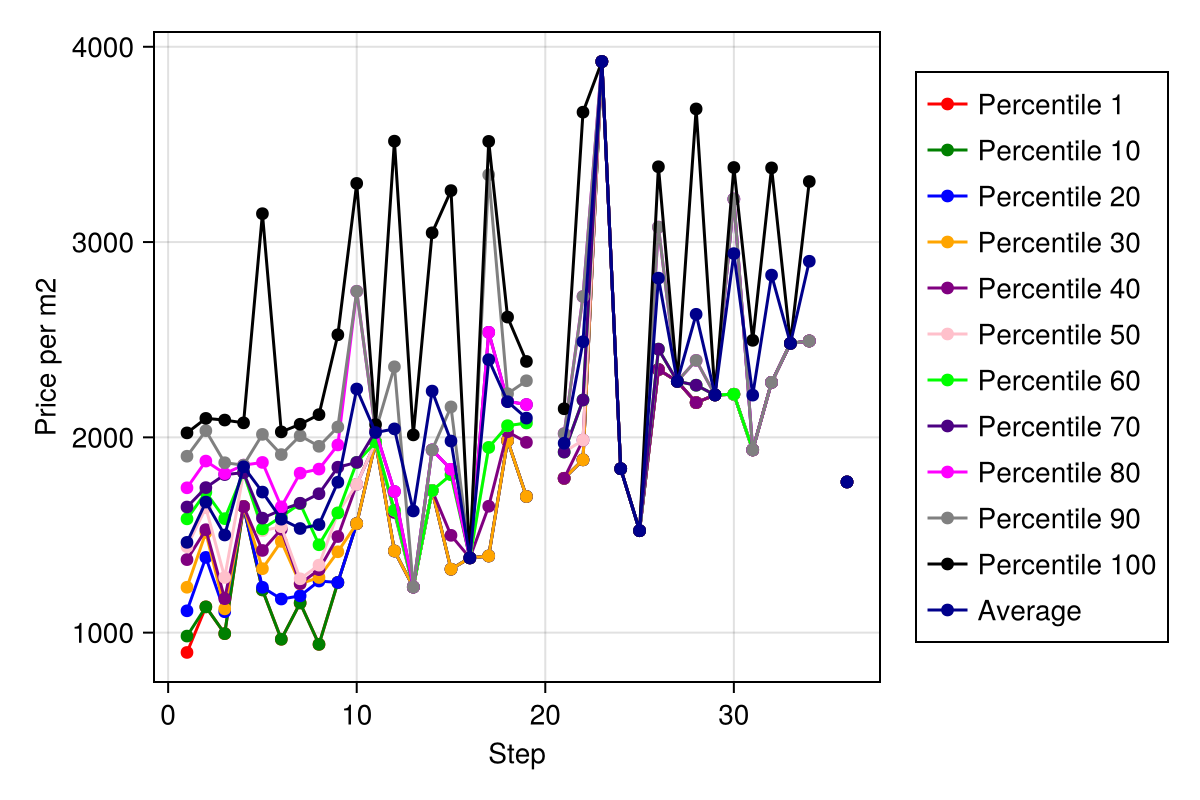 4000
3000
2000
1000
Price per m2
0 10 20 30
Step
Percentile 1
Percentile 10
Percentile 20
Percentile 30
Percentile 40
Percentile 50
Percentile 60
Percentile 70
Percentile 80
Percentile 90
Percentile 100
Average